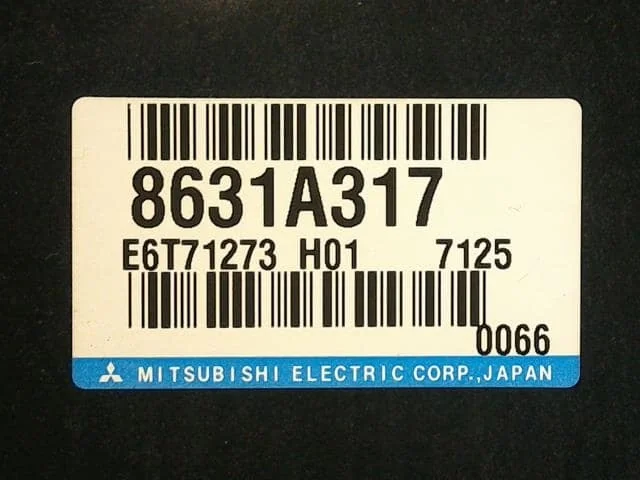 8631A317
E6T71273 H01 7125
0066
MITSUBISHI ELECTRIC CORP.,JAPAN